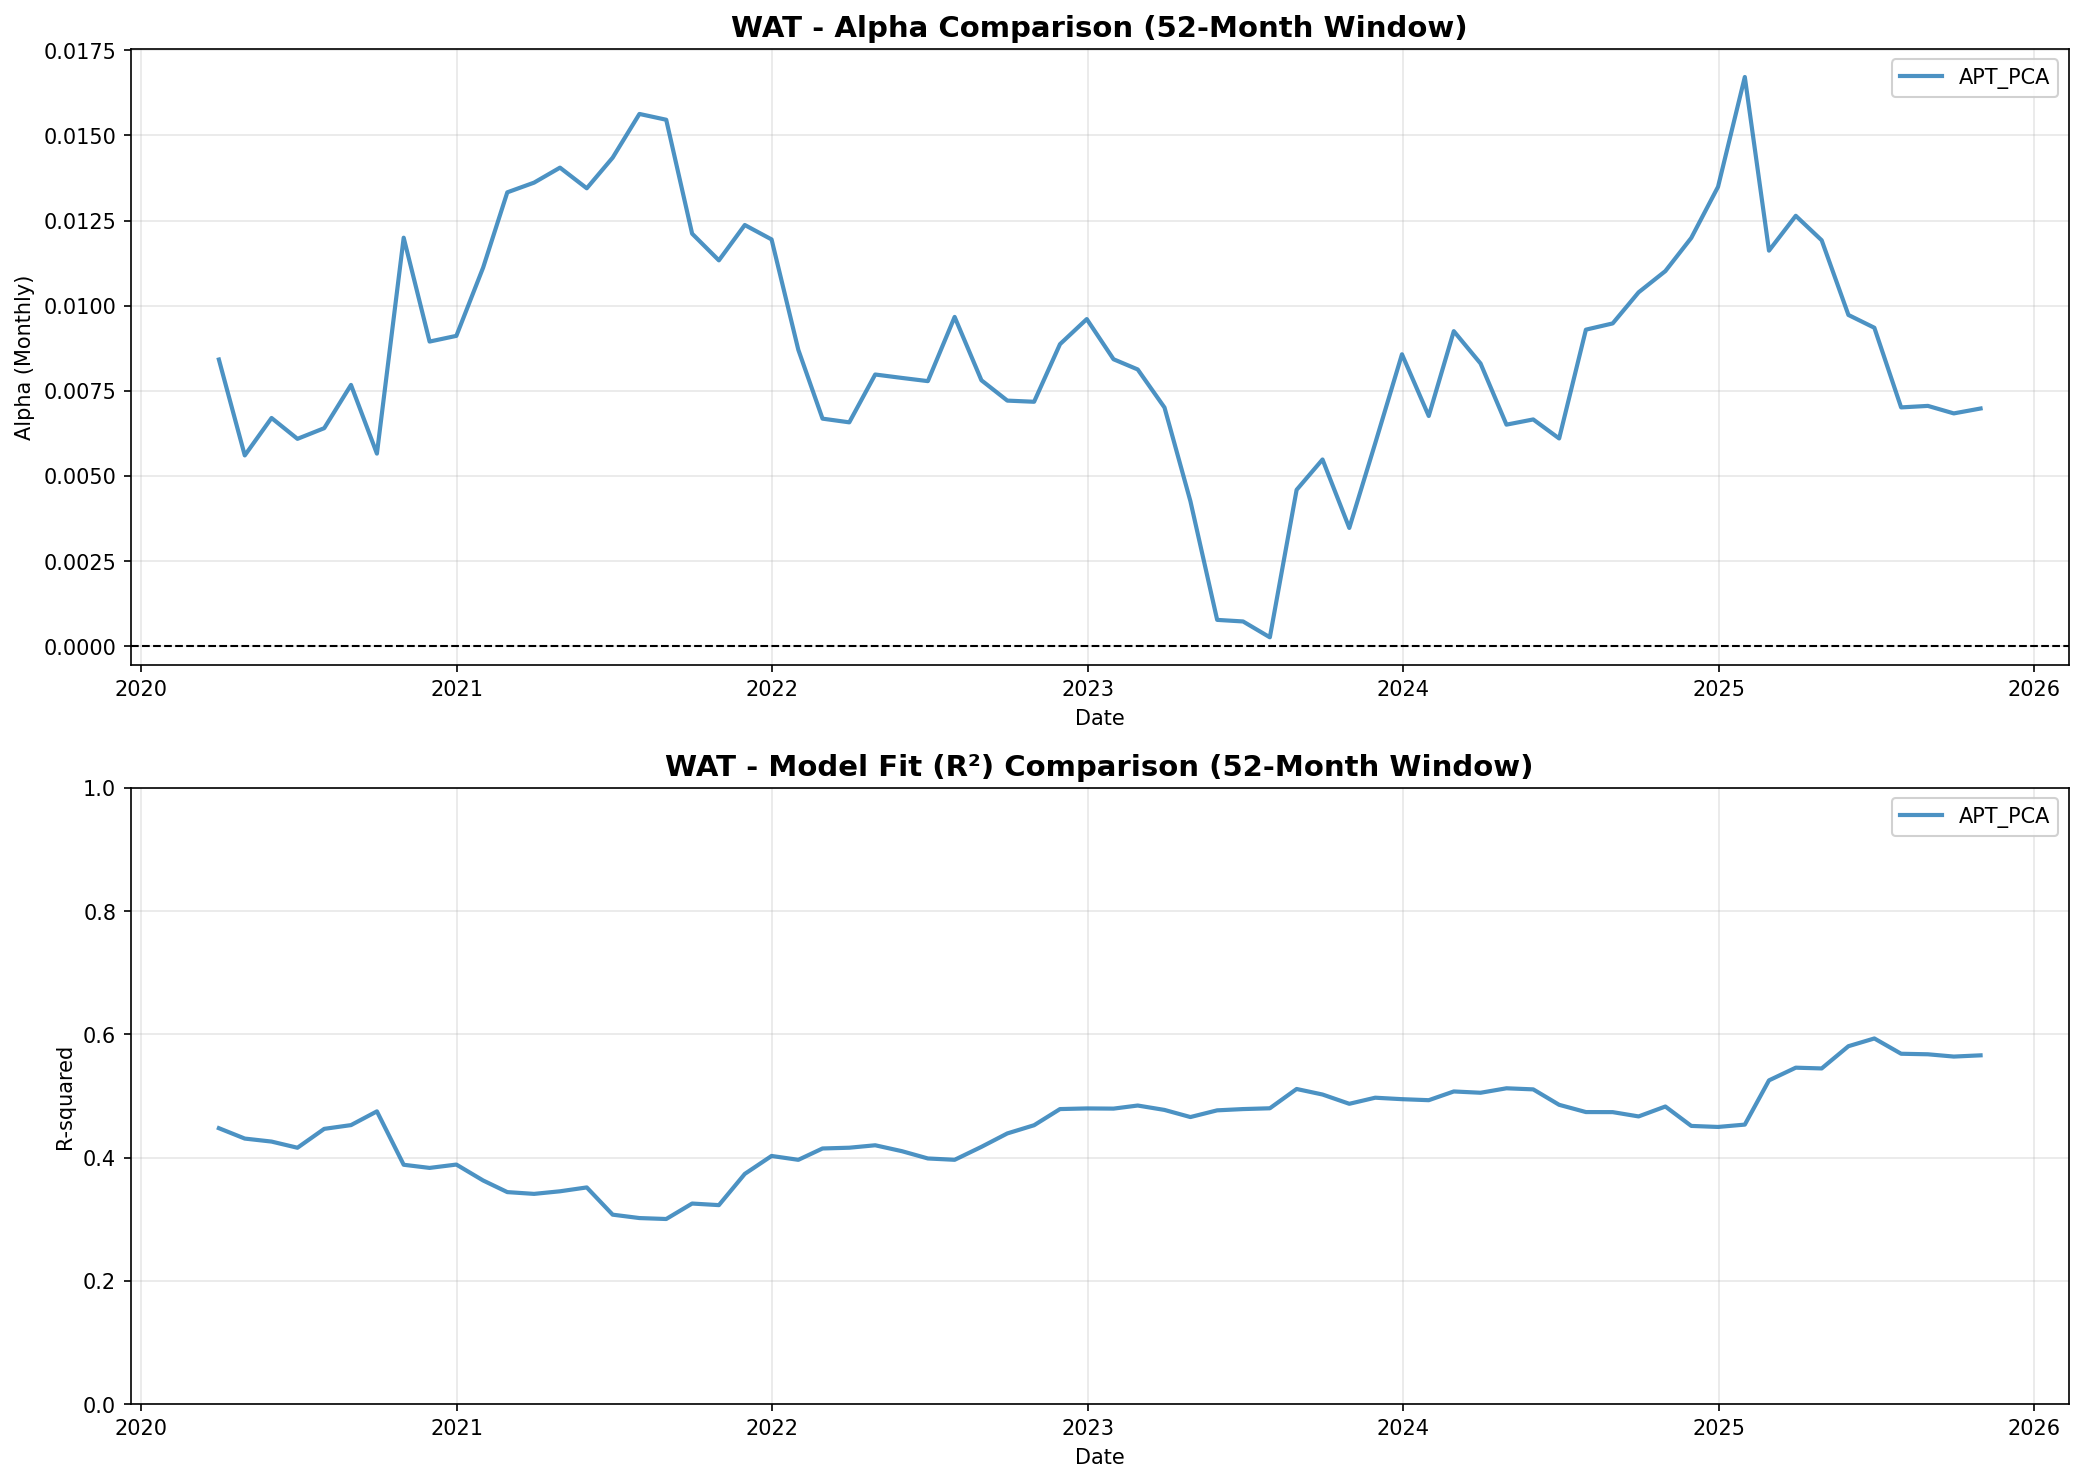 WAT - Alpha Comparison (52-Month Window)
APT_PCA
Alpha (Monthly)
0.0175
0.0150
0.0125
0.0100
0.0075
0.0050
0.0025
0.0000
2020 2021 2022 2023 2024 2025 2026
Date
WAT - Model Fit (R²) Comparison (52-Month Window)
APT_PCA
R-squared
1.0
0.8
0.6
0.4
0.2
0.0
2020 2021 2022 2023 2024 2025 2026
Date